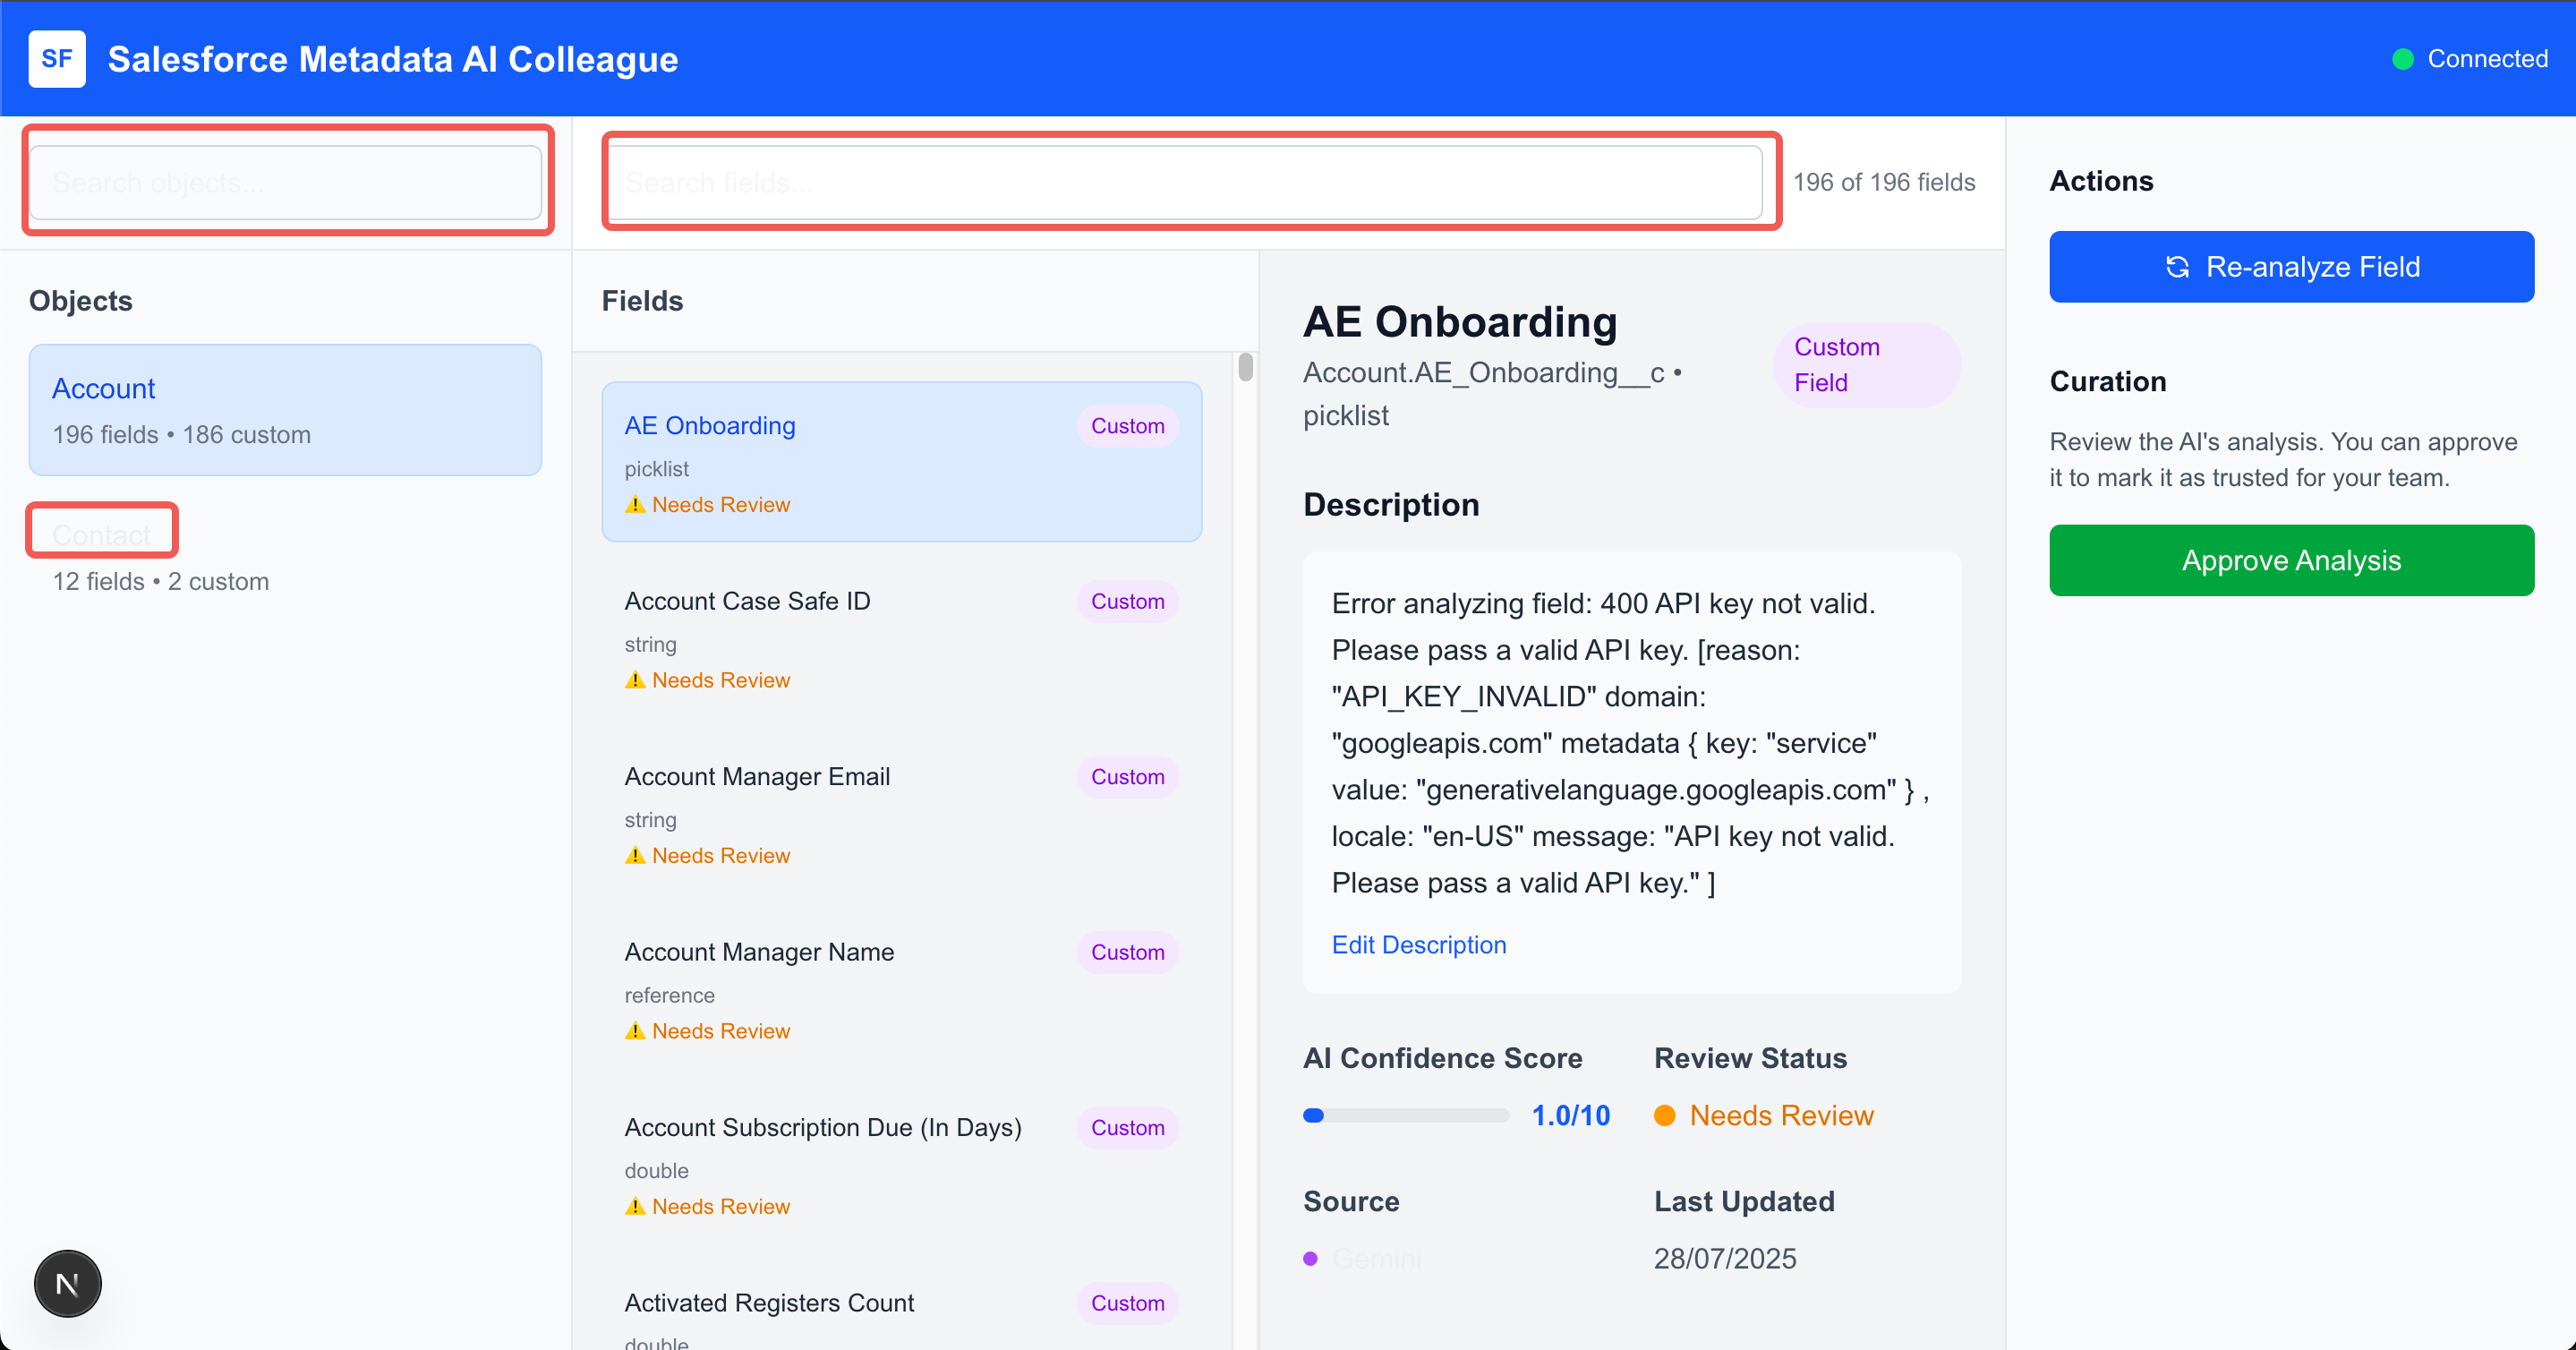 SF Salesforce Metadata AI Colleague
Connected
Search objects...
Search fields...
196 of 196 fields
Objects
Account
196 fields • 186 custom
Contact
12 fields • 2 custom
Fields
AE Onboarding
Custom
picklist
Needs Review
Account Case Safe ID
Custom
string
Needs Review
Account Manager Email
Custom
string
Needs Review
Account Manager Name
Custom
reference
Needs Review
Account Subscription Due (In Days)
Custom
double
Needs Review
Activated Registers Count
Custom
double
AE Onboarding
Account.AE_Onboarding__c •
picklist
Custom
Field
Description
Error analyzing field: 400 API key not valid.
Please pass a valid API key. [reason:
"API_KEY_INVALID" domain:
"googleapis.com" metadata { key: "service"
value: "generativelanguage.googleapis.com" } ,
locale: "en-US" message: "API key not valid.
Please pass a valid API key." ]
Edit Description
AI Confidence Score
1.0/10
Review Status
Needs Review
Source
Gemini
Last Updated
28/07/2025
Actions
Re-analyze Field
Curation
Review the AI's analysis. You can approve
it to mark it as trusted for your team.
Approve Analysis
N